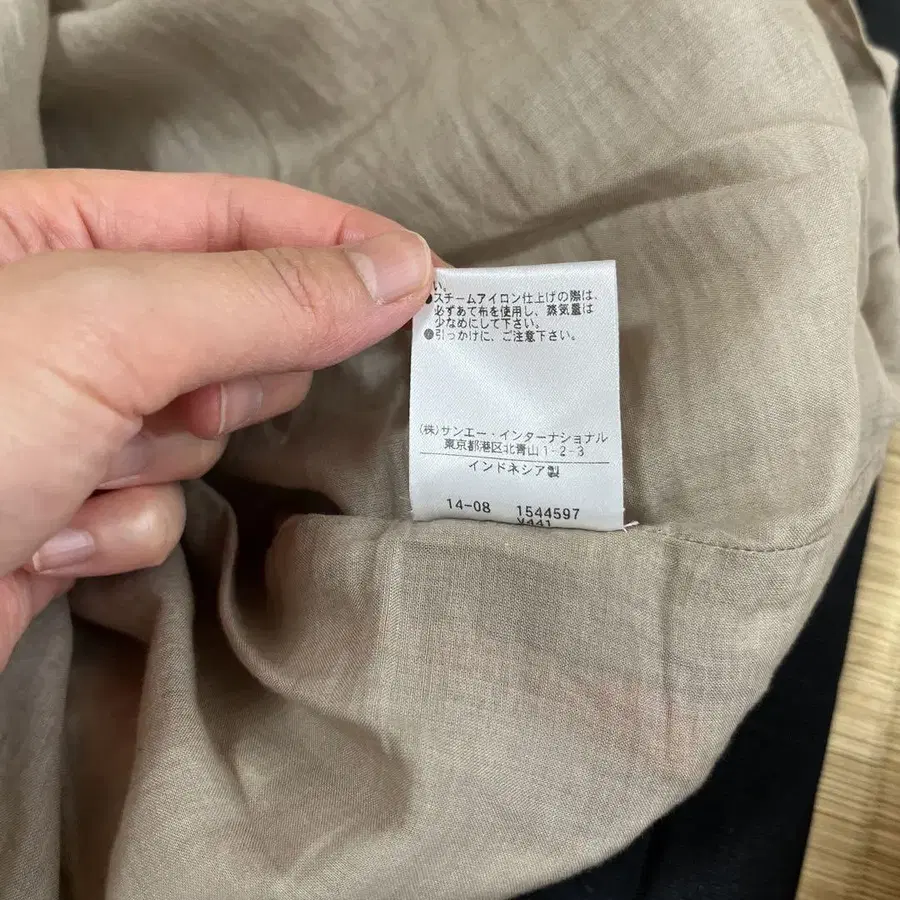 い。
●スチームアイロン仕上げの際は、
必ずあて布を使用し、蒸気量は
少なめにして下さい。
●引っかけに、ご注意下さい。
(株)サンエー・インターナショナル
東京都港区北青山1-2-3
インドネシア製
14-08 1544597
¥441